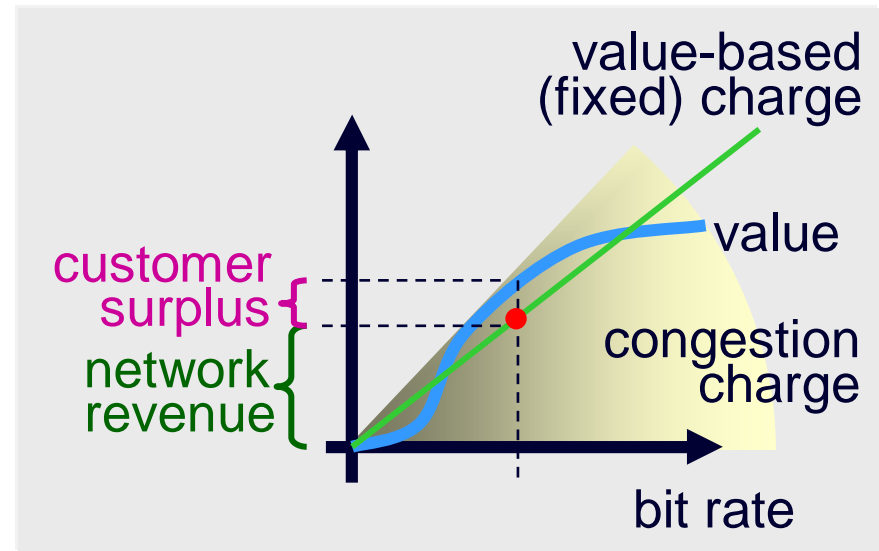 value-based
(fixed) charge
value
customer
surplus
congestion
charge
network
revenue
bit rate